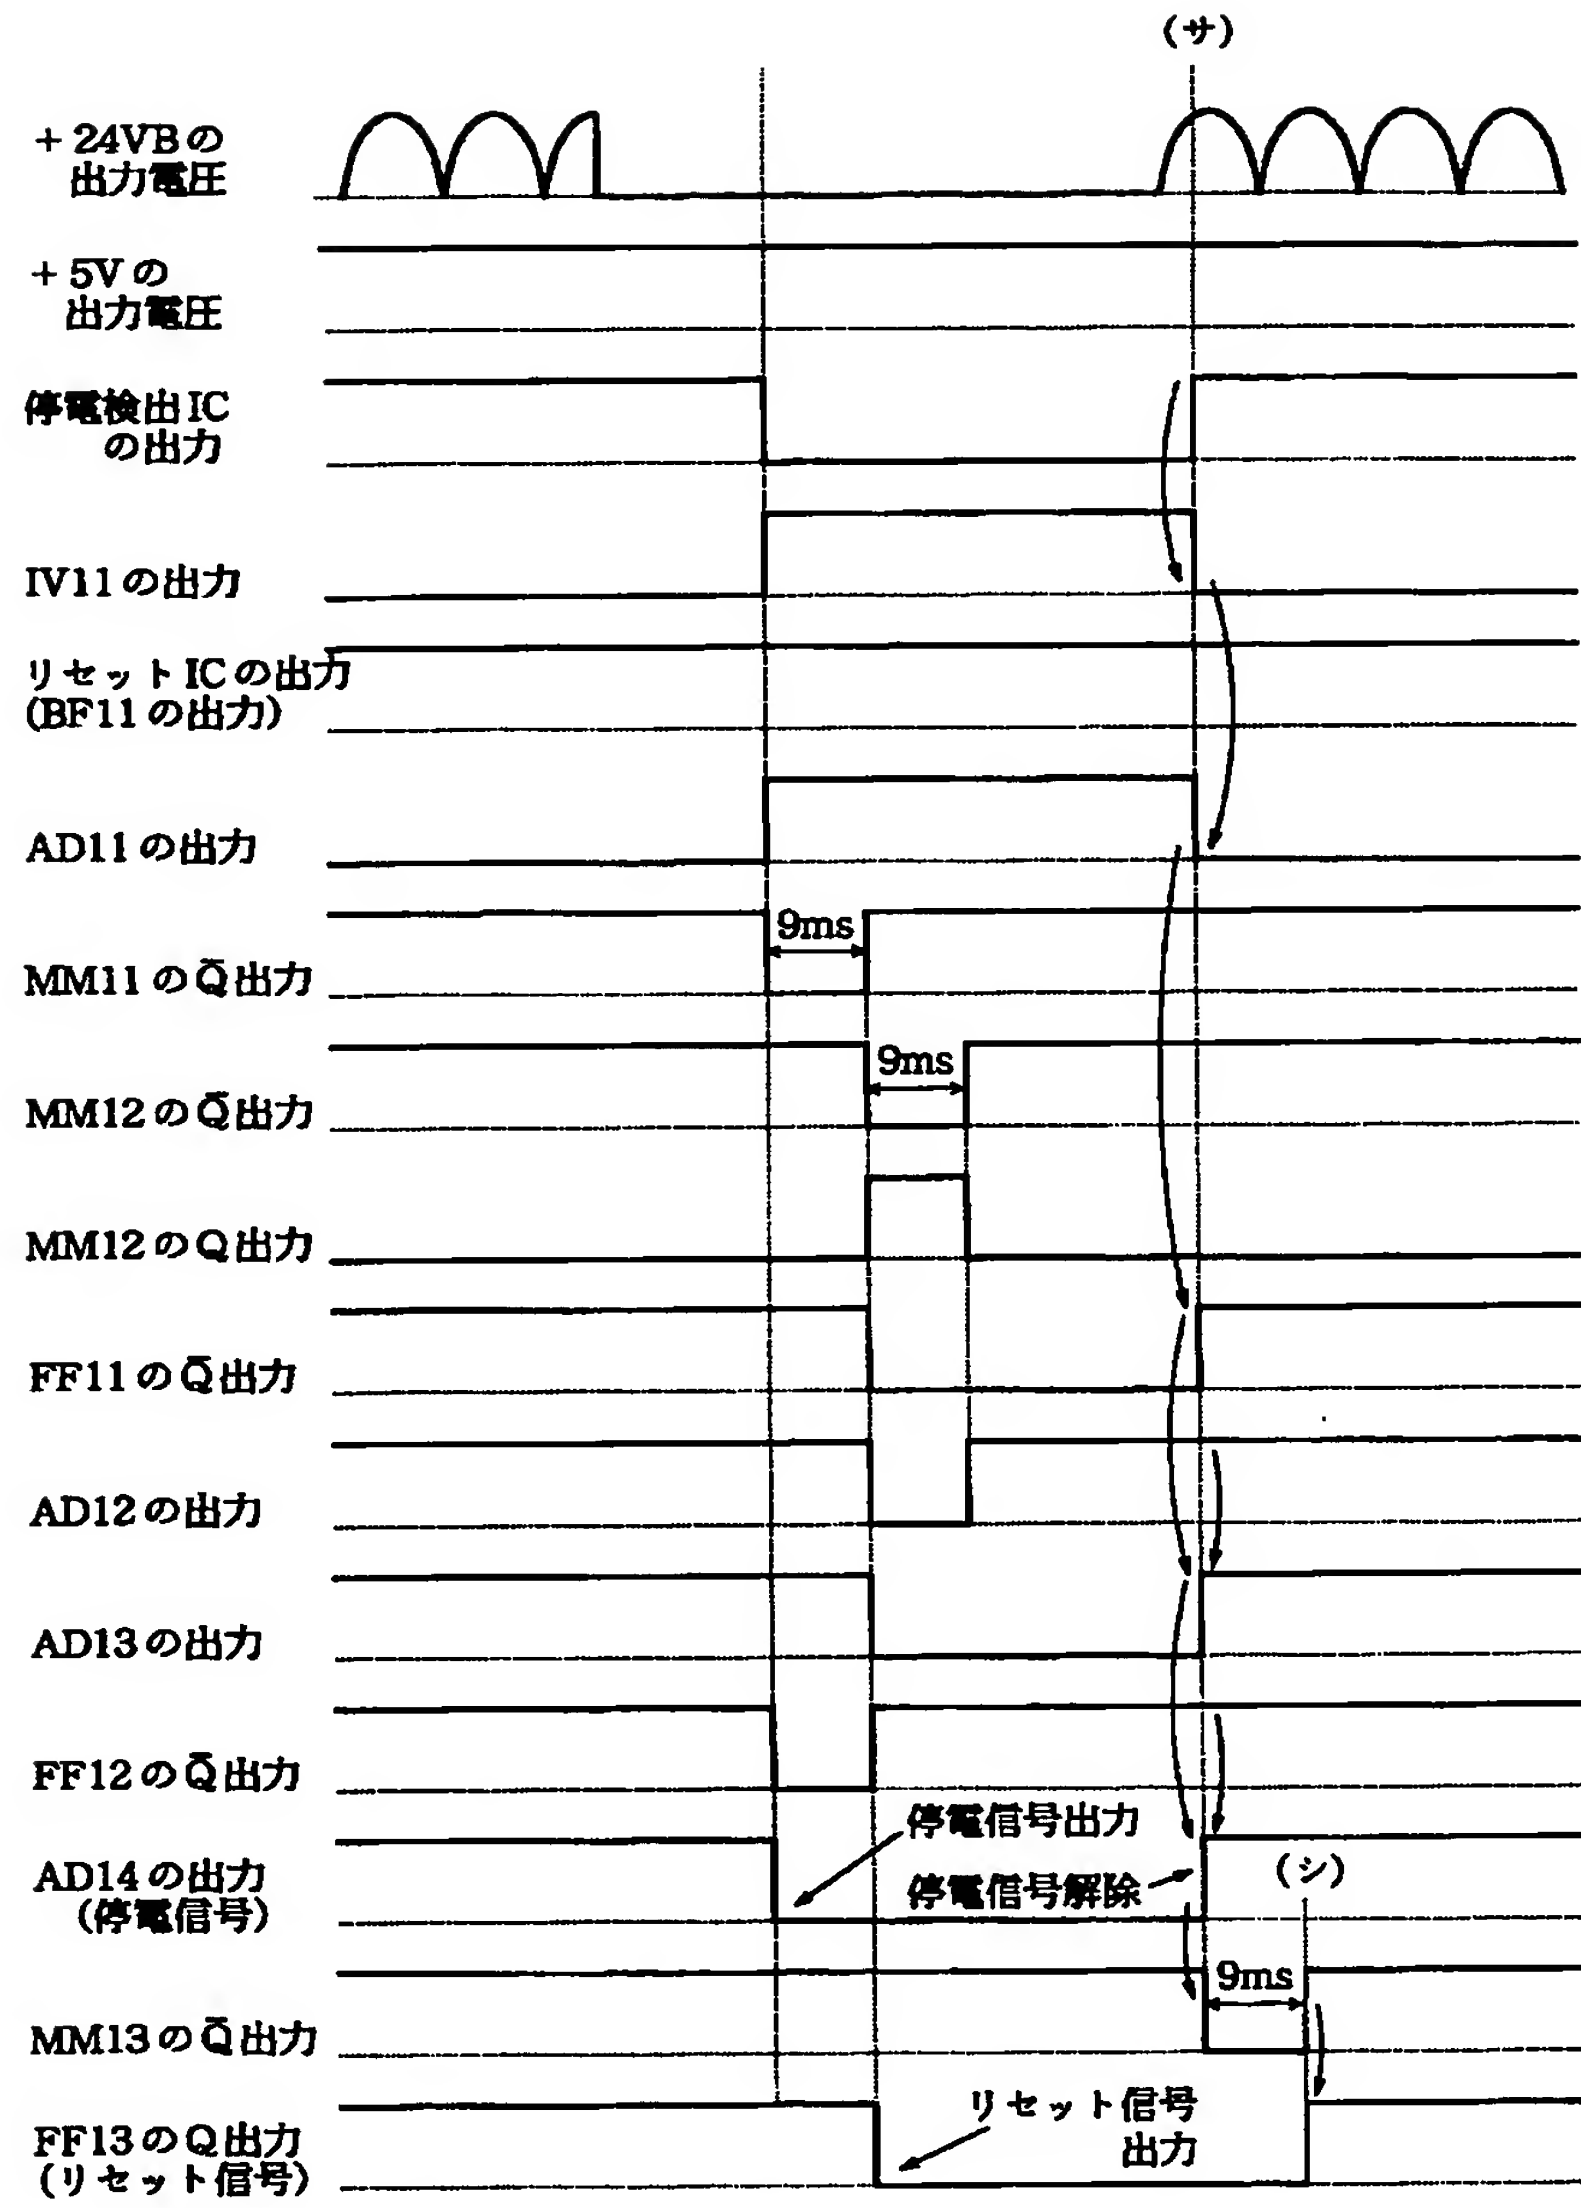 (サ)
+ 24VBの
出力電圧
+ 5Vの
出力電圧
停電検出IC
の出力
IV11の出力
リセットICの出力
(BF11の出力)
AD11の出力
9ms
MM11のQ̄出力
9ms
MM12のQ̄出力
MM12のQ出力
FF11のQ̄出力
AD12の出力
AD13の出力
FF12のQ̄出力
停電信号出力
AD14の出力
(停電信号)
停電信号解除
(シ)
9ms
MM13のQ̄出力
リセット信号
出力
FF13のQ出力
(リセット信号)